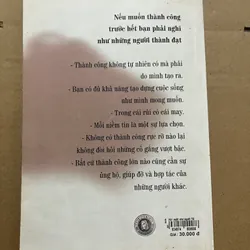 Nếu muốn thành công
trước hết bạn phải nghĩ
như những người thành đạt
- Thành công không tự nhiên có mà phải
do mình tạo ra.
- Bạn có đủ khả năng tạo dựng cuộc sống
như mình mong muốn.
- Trong cái rủi có cái may.
- Mỗi niềm tin là một sự lựa chọn.
- Không có thành công rực rỡ nào lại
không đòi hỏi những cố gắng vượt bậc.
- Bất cứ thành công lớn nào cũng cần sự
ủng hộ, giúp đỡ và hợp tác của
những người khác.
GIÁ: 30.000 đ